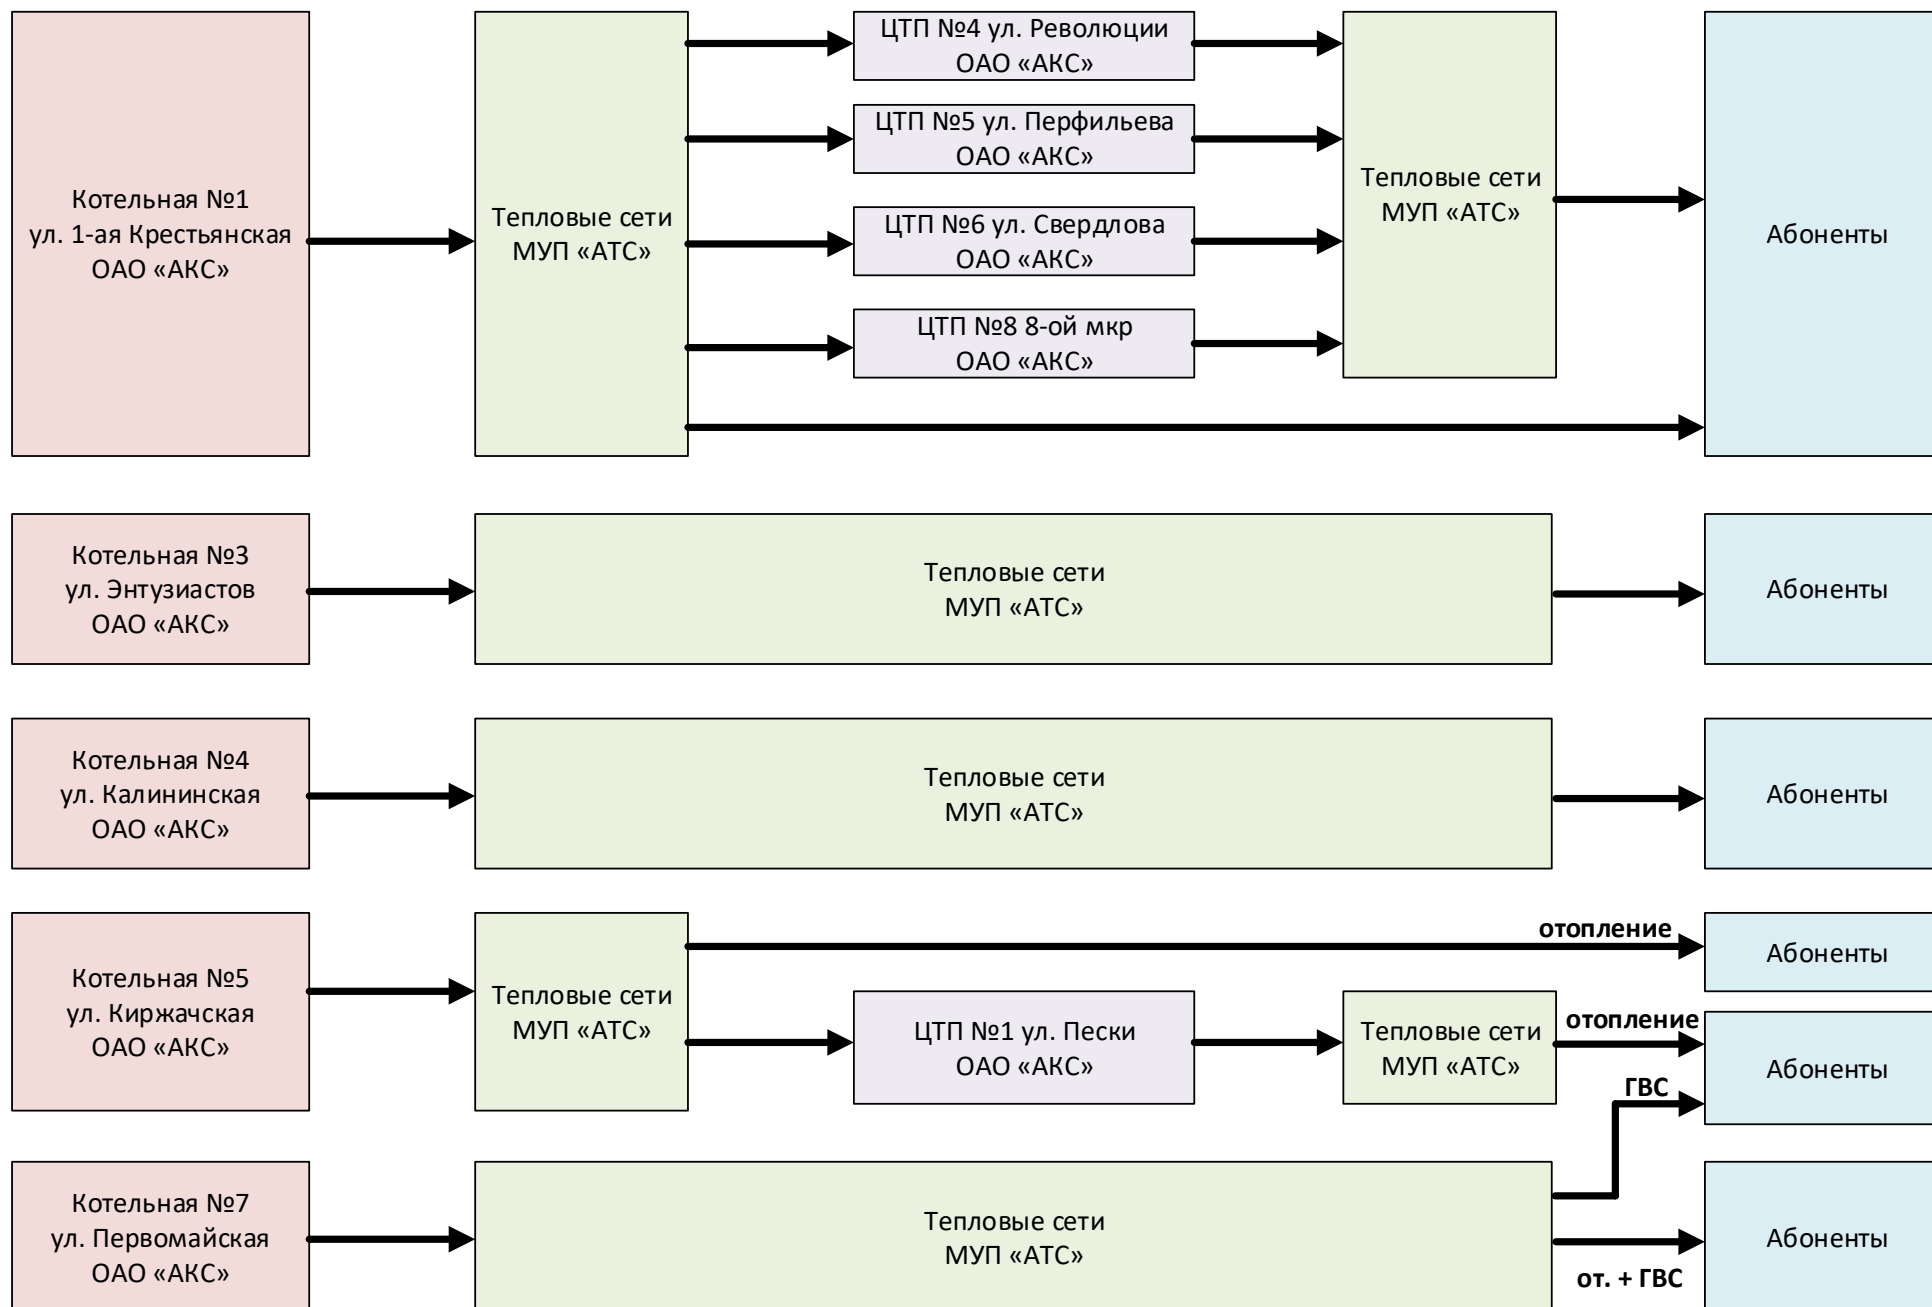 Котельная №1
ул. 1-ая Крестьянская
ОАО «АКС»
Тепловые сети
МУП «АТС»
ЦТП №4 ул. Революции
ОАО «АКС»
ЦТП №5 ул. Перфильева
ОАО «АКС»
ЦТП №6 ул. Свердлова
ОАО «АКС»
ЦТП №8 8-ой мкр
ОАО «АКС»
Тепловые сети
МУП «АТС»
Абоненты
Котельная №3
ул. Энтузиастов
ОАО «АКС»
Тепловые сети
МУП «АТС»
Абоненты
Котельная №4
ул. Калининская
ОАО «АКС»
Тепловые сети
МУП «АТС»
Абоненты
Котельная №5
ул. Киржачская
ОАО «АКС»
Тепловые сети
МУП «АТС»
отопление
Абоненты
ЦТП №1 ул. Пески
ОАО «АКС»
Тепловые сети
МУП «АТС»
отопление
ГВС
Абоненты
Котельная №7
ул. Первомайская
ОАО «АКС»
Тепловые сети
МУП «АТС»
от. + ГВС
Абоненты